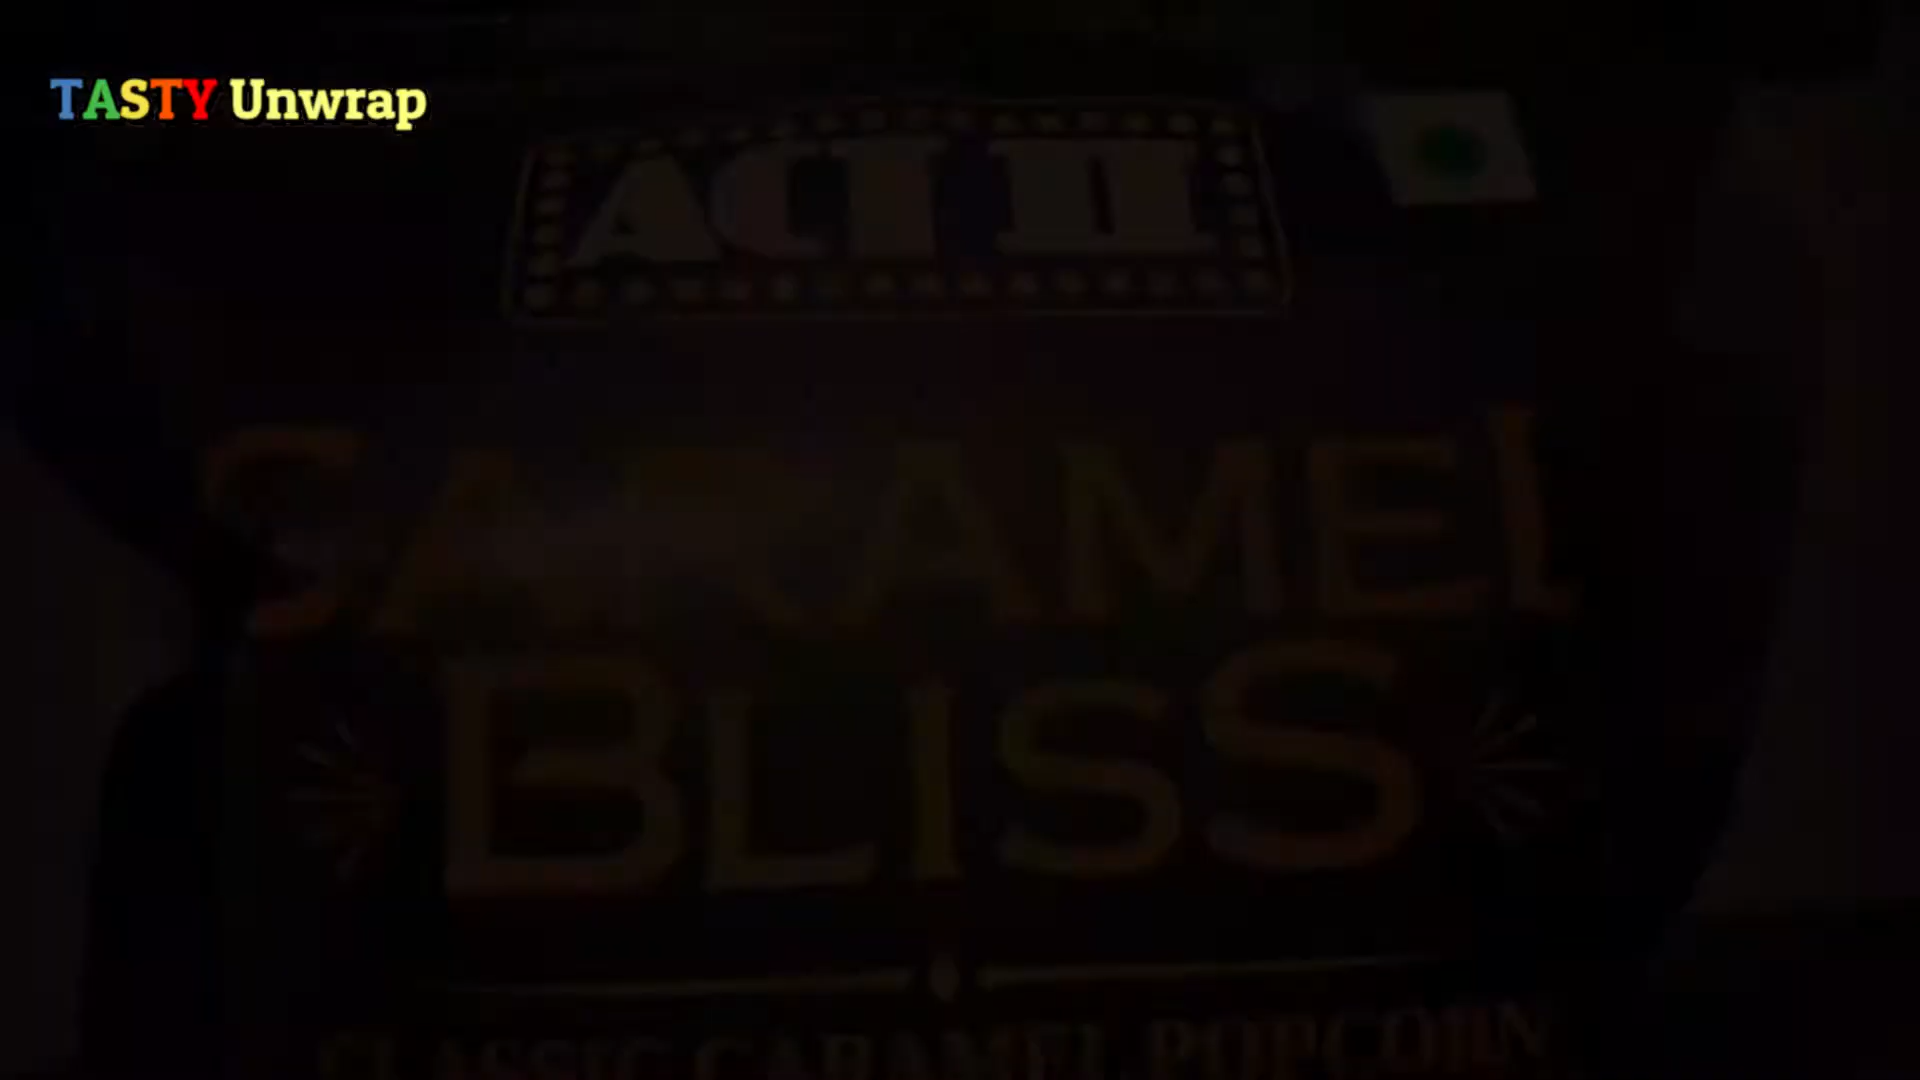 TASTY Unwrap
ACT II
CARAMEL
BLISS
CLASSIC CARAMEL POPCORN